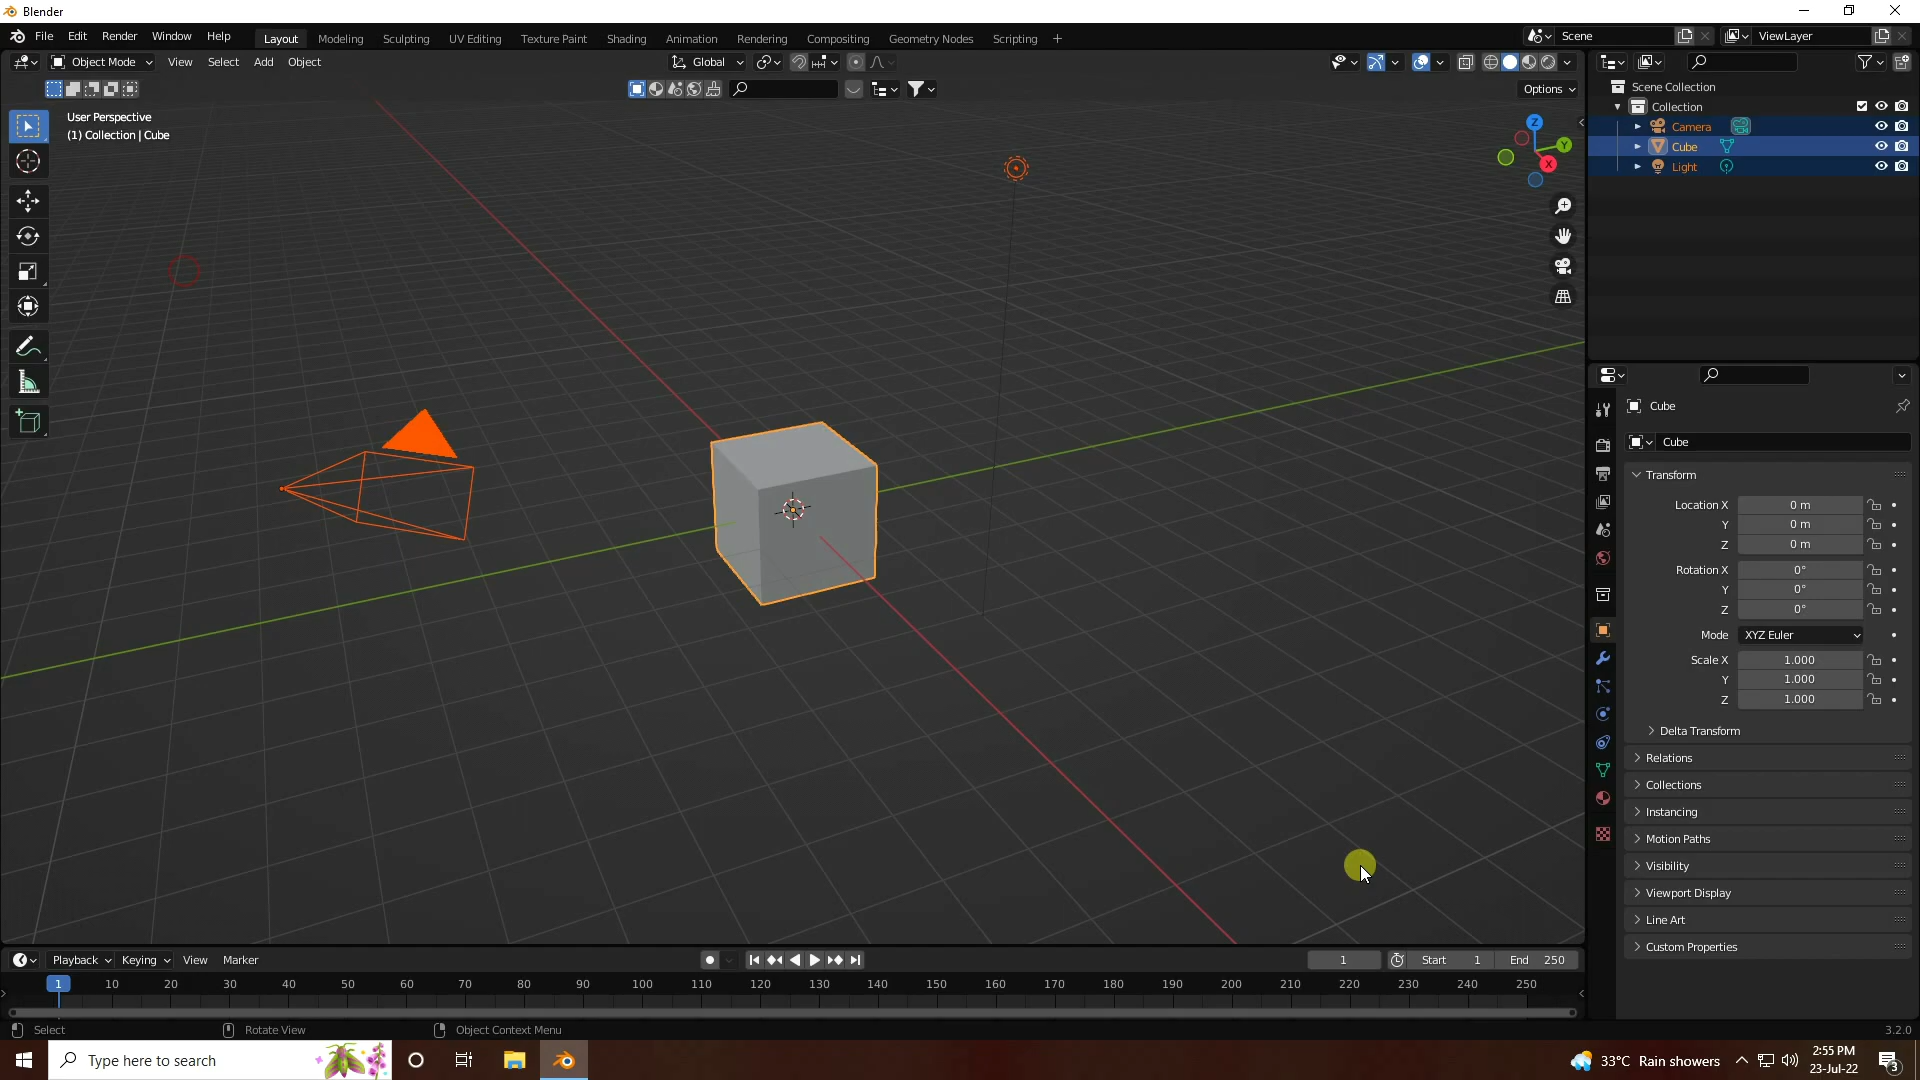 Blender
File Edit Render Window Help Layout Modeling Sculpting UV Editing Texture Paint Shading Animation Rendering Compositing Geometry Nodes Scripting + Scene ViewLayer
Object Mode View Select Add Object Global
Options
User Perspective
(1) Collection | Cube
Z
Y
X
Scene Collection
Collection
Camera
Cube
Light
Cube
Cube
Transform
Location X 0 m
Y 0 m
Z 0 m
Rotation X 0°
Y 0°
Z 0°
Mode XYZ Euler
Scale X 1.000
Y 1.000
Z 1.000
Delta Transform
Relations
Collections
Instancing
Motion Paths
Visibility
Viewport Display
Line Art
Custom Properties
Playback Keying View Marker 1 Start 1 End 250
1 10 20 30 40 50 60 70 80 90 100 110 120 130 140 150 160 170 180 190 200 210 220 230 240 250
Select Rotate View Object Context Menu 3.2.0
Type here to search 33°C Rain showers 2:55 PM
23-Jul-22 3